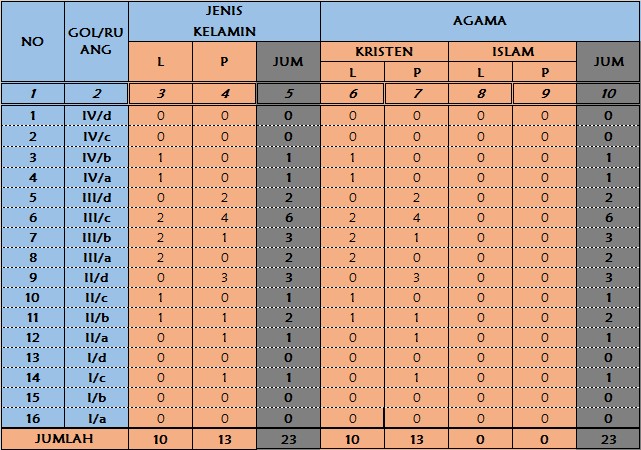 NO GOL/RU ANG JENIS KELAMIN AGAMA
L P JUM KRISTEN ISLAM JUM
L P L P
1 2 3 4 5 6 7 8 9 10
1 IV/d 0 0 0 0 0 0 0 0
2 IV/c 0 0 0 0 0 0 0 0
3 IV/b 1 0 1 1 0 0 0 1
4 IV/a 1 0 1 1 0 0 0 1
5 III/d 0 2 2 0 2 0 0 2
6 III/c 2 4 6 2 4 0 0 6
7 III/b 2 1 3 2 1 0 0 3
8 III/a 2 0 2 2 0 0 0 2
9 II/d 0 3 3 0 3 0 0 3
10 II/c 1 0 1 1 0 0 0 1
11 II/b 1 1 2 1 1 0 0 2
12 II/a 0 1 1 0 1 0 0 1
13 I/d 0 0 0 0 0 0 0 0
14 I/c 0 1 1 0 1 0 0 1
15 I/b 0 0 0 0 0 0 0 0
16 I/a 0 0 0 0 0 0 0 0
JUMLAH 10 13 23 10 13 0 0 23